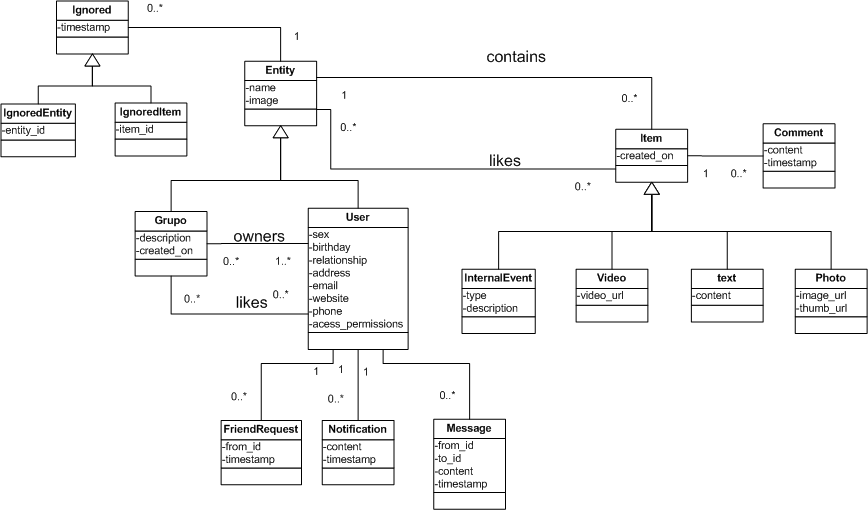 Ignored
-timestamp
0..*
1
IgnoredEntity
-entity_id
IgnoredItem
-item_id
Entity
-name
-image
contains
1
0..*
0..*
likes
0..*
Item
-created_on
1
0..*
Comment
-content
-timestamp
Grupo
-description
-created_on
owners
0..*
1..*
0..*
likes
0..*
User
-sex
-birthday
-relationship
-address
-email
-website
-phone
-acess_permissions
InternalEvent
-type
-description
Video
-video_url
text
-content
Photo
-image_url
-thumb_url
1
1
1
0..*
0..*
0..*
FriendRequest
-from_id
-timestamp
Notification
-content
-timestamp
Message
-from_id
-to_id
-content
-timestamp